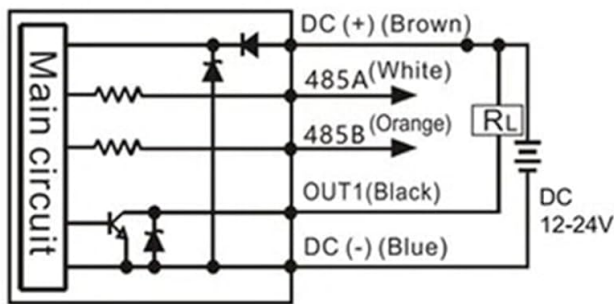 Main circuit
DC (+) (Brown)
485A (White)
485B (Orange)
RL
OUT1(Black)
DC
12-24V
DC (-) (Blue)